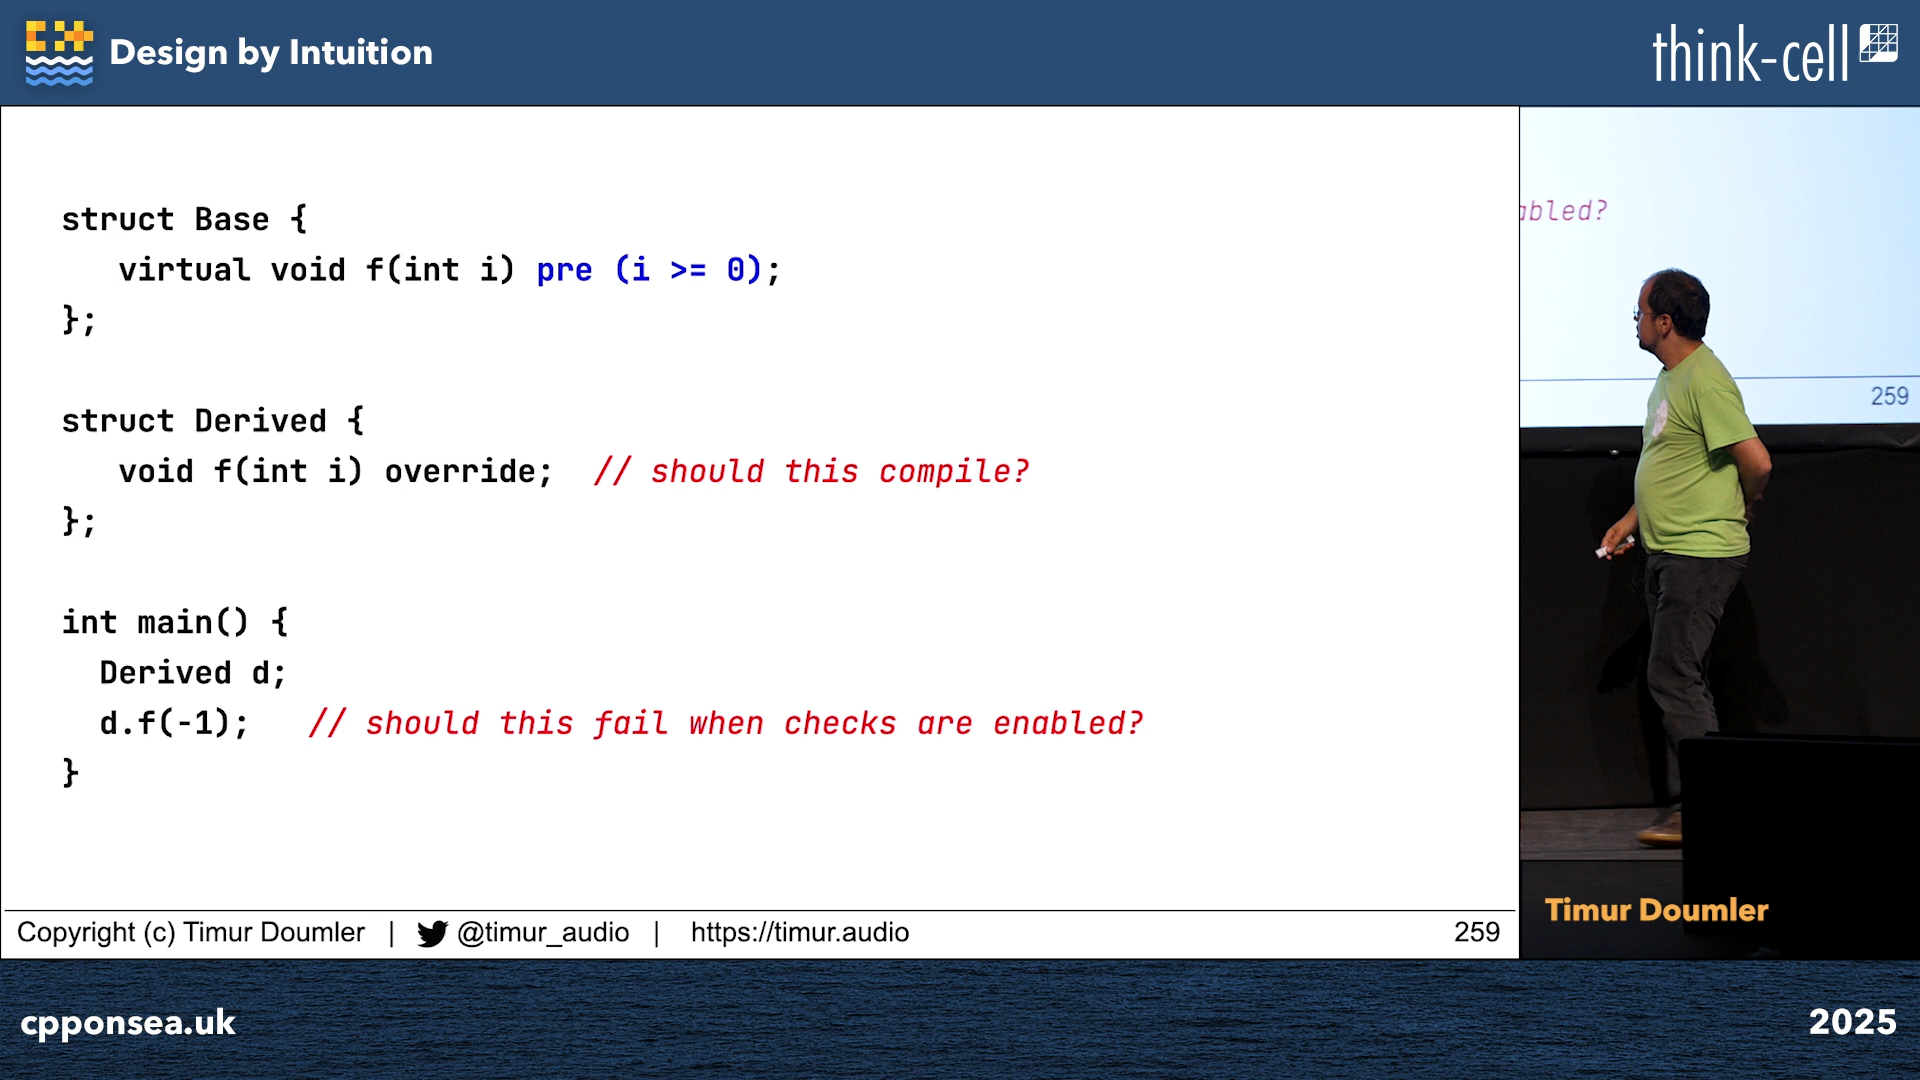 Design by Intuition
think-cell
struct Base {
virtual void f(int i) pre (i >= 0);
};
struct Derived {
void f(int i) override; // should this compile?
};
int main() {
Derived d;
d.f(-1); // should this fail when checks are enabled?
}
Copyright (c) Timur Doumler | @timur_audio | https://timur.audio 259
abled?
259
Timur Doumler
cpponsea.uk
2025